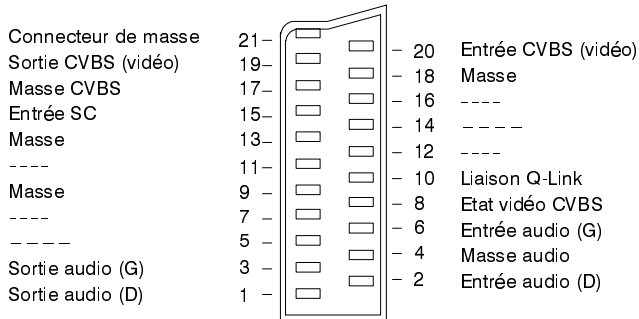 Connecteur de masse 21 –
Sortie CVBS (vidéo) 19–
Masse CVBS 17–
Entrée SC 15–
Masse 13–
---- 11–
Masse 9 –
---- 7 –
– – – – 5 –
Sortie audio (G) 3 –
Sortie audio (D) 1 –
– 20 Entrée CVBS (vidéo)
– 18 Masse
– 16 ----
– 14 – – – –
– 12 ----
– 10 Liaison Q-Link
– 8 Etat vidéo CVBS
– 6 Entrée audio (G)
– 4 Masse audio
– 2 Entrée audio (D)